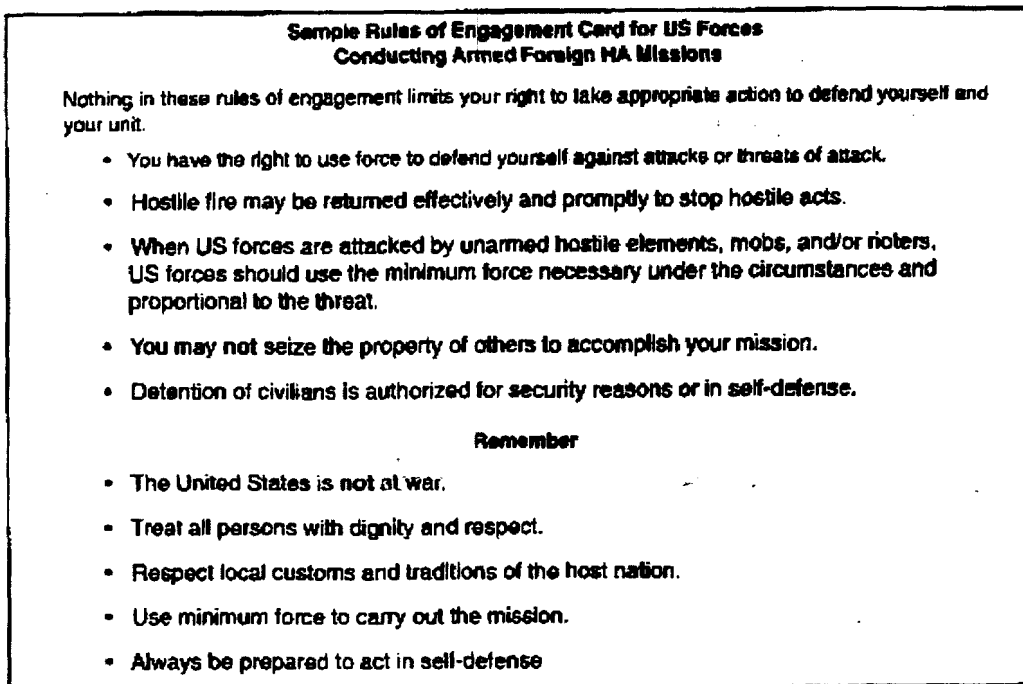 Sample Rules of Engagement Card for US Forces
Conducting Armed Foreign HA Missions
Nothing in these rules of engagement limits your right to take appropriate action to defend yourself and
your unit.
• You have the right to use force to defend yourself against attacks or threats of attack.
• Hostile fire may be returned effectively and promptly to stop hostile acts.
• When US forces are attacked by unarmed hostile elements, mobs, and/or rioters,
US forces should use the minimum force necessary under the circumstances and
proportional to the threat.
• You may not seize the property of others to accomplish your mission.
• Detention of civilians is authorized for security reasons or in self-defense.
Remember
• The United States is not at war.
• Treat all persons with dignity and respect.
• Respect local customs and traditions of the host nation.
• Use minimum force to carry out the mission.
• Always be prepared to act in self-defense